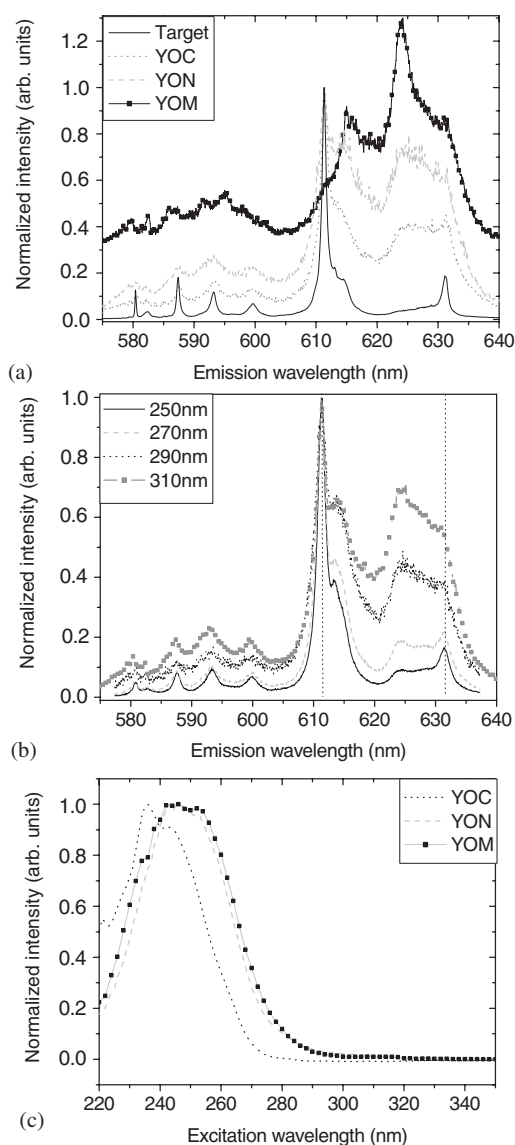 Normalized intensity (arb. units)
1.2
1.0
0.8
0.6
0.4
0.2
0.0
Target
YOC
YON
YOM
580 590 600 610 620 630 640
Emission wavelength (nm)
(a)
Normalized intensity (arb. units)
1.0
0.8
0.6
0.4
0.2
0.0
250nm
270nm
290nm
310nm
580 590 600 610 620 630 640
Emission wavelength (nm)
(b)
Normalized intensity (arb. units)
1.0
0.8
0.6
0.4
0.2
0.0
YOC
YON
YOM
220 240 260 280 300 320 340
Excitation wavelength (nm)
(c)